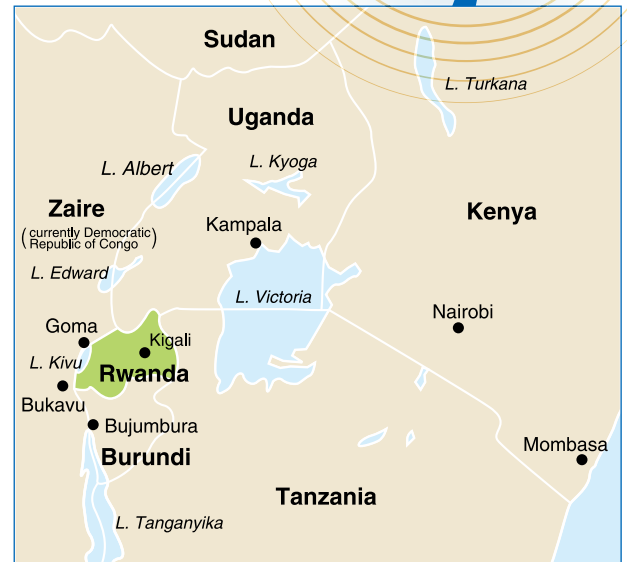 Sudan
L. Turkana
Uganda
L. Kyoga
L. Albert
Zaire
(currently Democratic
Republic of Congo)
Kenya
Kampala
L. Edward
L. Victoria
Nairobi
Goma
Kigali
L. Kivu
Rwanda
Bukavu
Bujumbura
Mombasa
Burundi
Tanzania
L. Tanganyika